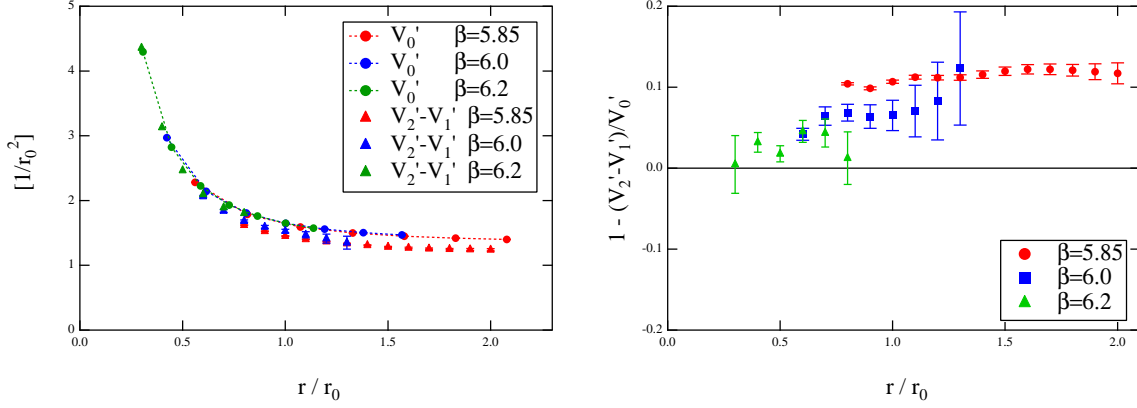 5
4
3
2
1
0
[1/r₀²]
0.0 0.5 1.0 1.5 2.0
r / r₀
V₀' β=5.85
V₀' β=6.0
V₀' β=6.2
V₂'−V₁' β=5.85
V₂'−V₁' β=6.0
V₂'−V₁' β=6.2
0.2
0.1
0.0
-0.1
-0.2
1 - (V₂'-V₁')/V₀'
0.0 0.5 1.0 1.5 2.0
r / r₀
β=5.85
β=6.0
β=6.2